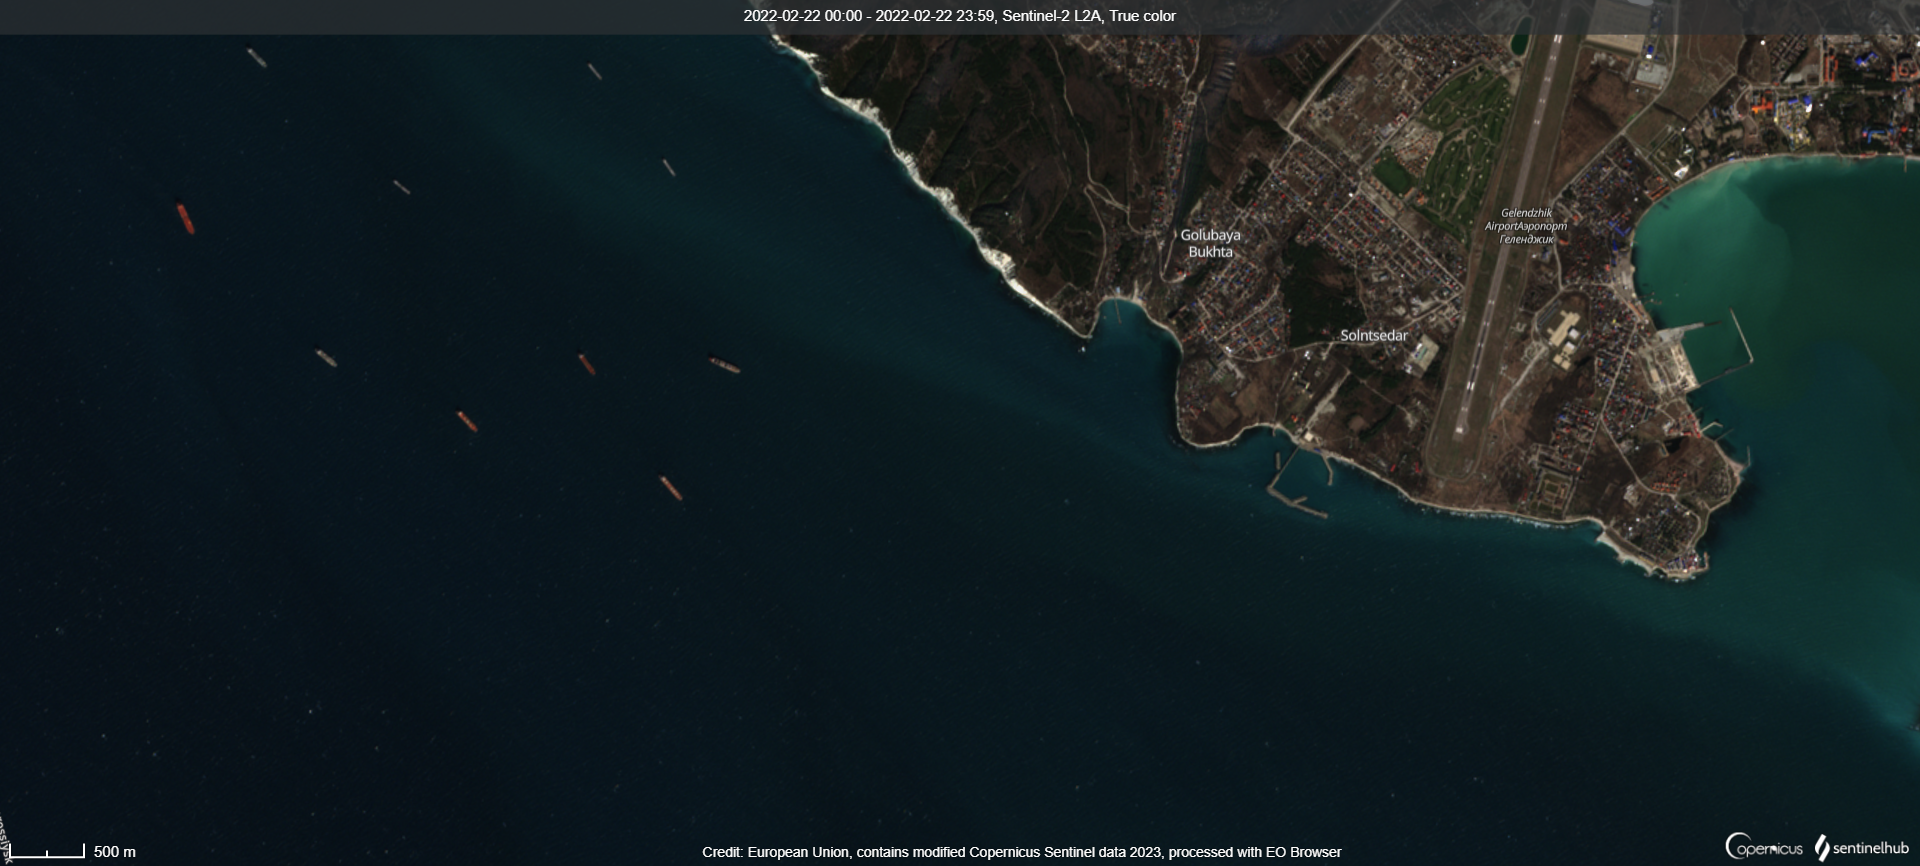 2022-02-22 00:00 - 2022-02-22 23:59, Sentinel-2 L2A, True color
Gelendzhik
AirportАэропорт
Геленджик
Golubaya
Bukhta
Solntsedar
500 m
Credit: European Union, contains modified Copernicus Sentinel data 2023, processed with EO Browser
Copernicus
sentinelhub